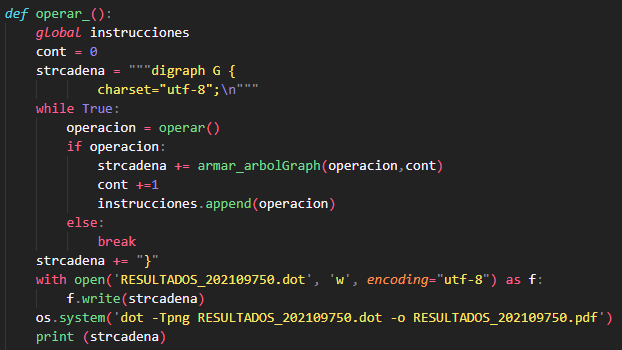 def operar_():
    global instrucciones
    cont = 0
    strcadena = """digraph G {
            charset="utf-8";\n"""
    while True:
        operacion = operar()
        if operacion:
            strcadena += armar_arbolGraph(operacion,cont)
            cont +=1
            instrucciones.append(operacion)
        else:
            break
    strcadena += "}"
    with open('RESULTADOS_202109750.dot', 'w', encoding="utf-8") as f:
        f.write(strcadena)
    os.system('dot -Tpng RESULTADOS_202109750.dot -o RESULTADOS_202109750.pdf')
    print (strcadena)